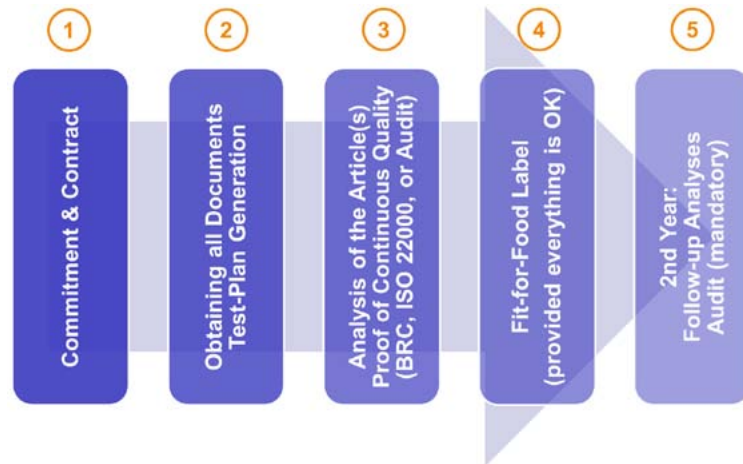 1
Commitment & Contract
2
Obtaining all Documents
Test-Plan Generation
3
Analysis of the Article(s)
Proof of Continuous Quality
(BRC, ISO 22000, or Audit)
4
Fit-for-Food Label
(provided everything is OK)
5
2nd Year:
Follow-up Analyses
Audit (mandatory)